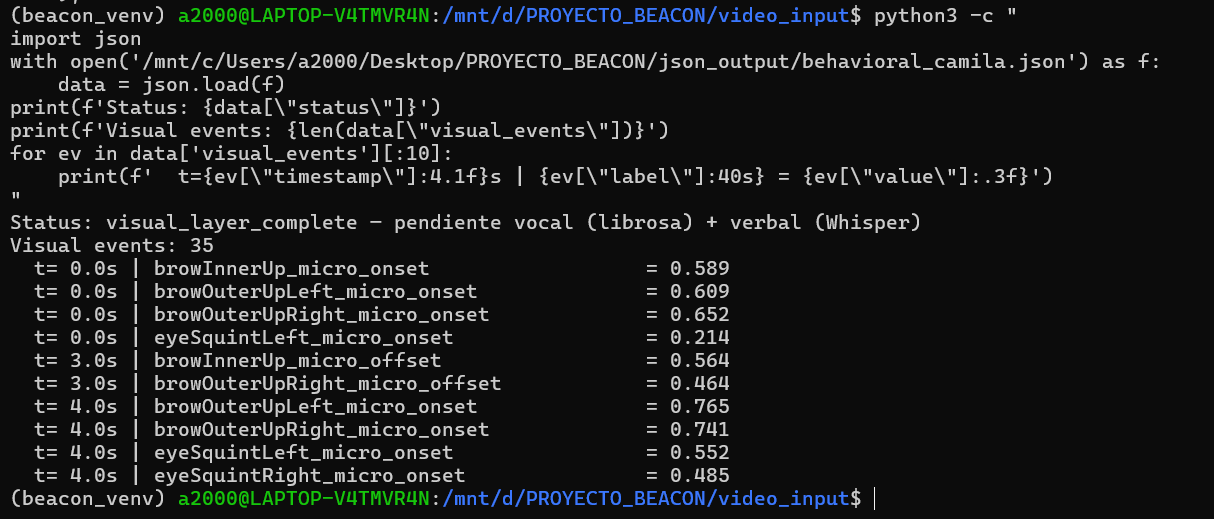 (beacon_venv) a2000@LAPTOP-V4TMVR4N:/mnt/d/PROYECTO_BEACON/video_input$ python3 -c "
import json
with open('/mnt/c/Users/a2000/Desktop/PROYECTO_BEACON/json_output/behavioral_camila.json') as f:
    data = json.load(f)
print(f'Status: {data[\"status\"]}')
print(f'Visual events: {len(data[\"visual_events\"])}')
for ev in data['visual_events'][:10]:
    print(f'  t={ev[\"timestamp\"]:4.1f}s | {ev[\"label\"]:40s} = {ev[\"value\"]:.3f}')
"
Status: visual_layer_complete — pendiente vocal (librosa) + verbal (Whisper)
Visual events: 35
  t= 0.0s | browInnerUp_micro_onset                  = 0.589
  t= 0.0s | browOuterUpLeft_micro_onset              = 0.609
  t= 0.0s | browOuterUpRight_micro_onset             = 0.652
  t= 0.0s | eyeSquintLeft_micro_onset                = 0.214
  t= 3.0s | browInnerUp_micro_offset                 = 0.564
  t= 3.0s | browOuterUpRight_micro_offset            = 0.464
  t= 4.0s | browOuterUpLeft_micro_onset              = 0.765
  t= 4.0s | browOuterUpRight_micro_onset             = 0.741
  t= 4.0s | eyeSquintLeft_micro_onset                = 0.552
  t= 4.0s | eyeSquintRight_micro_onset               = 0.485
(beacon_venv) a2000@LAPTOP-V4TMVR4N:/mnt/d/PROYECTO_BEACON/video_input$